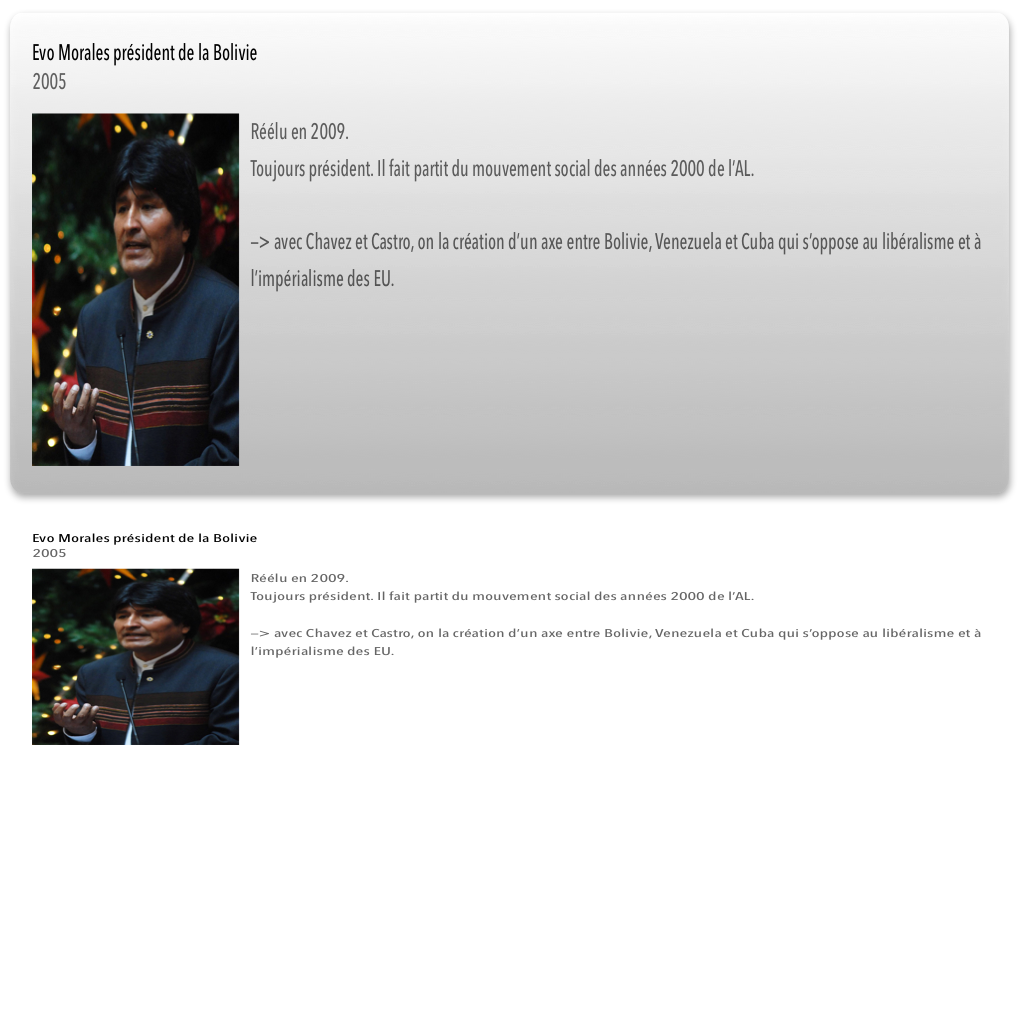 Evo Morales président de la Bolivie
2005
Réélu en 2009.
Toujours président. Il fait partit du mouvement social des années 2000 de l’AL.
—> avec Chavez et Castro, on la création d’un axe entre Bolivie, Venezuela et Cuba qui s’oppose au libéralisme et à
l’impérialisme des EU.
Evo Morales président de la Bolivie
2005
Réélu en 2009.
Toujours président. Il fait partit du mouvement social des années 2000 de l’AL.
—> avec Chavez et Castro, on la création d’un axe entre Bolivie, Venezuela et Cuba qui s’oppose au libéralisme et à
l’impérialisme des EU.